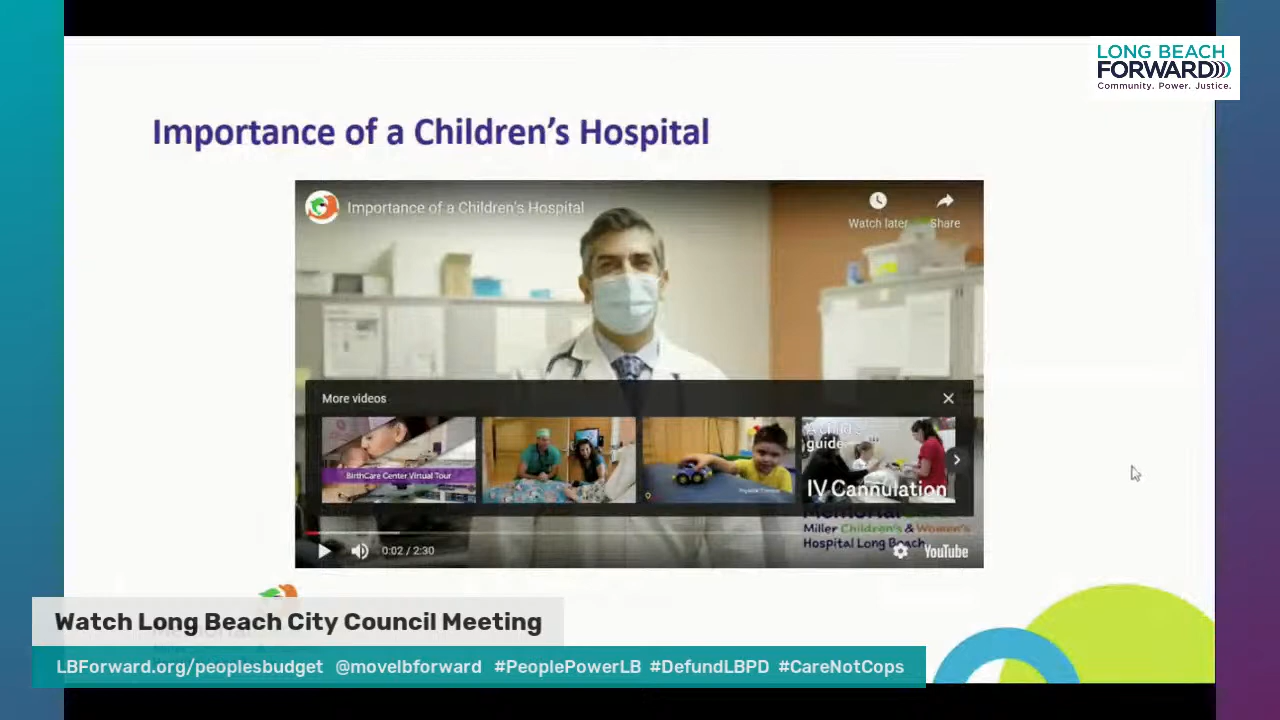 LONG BEACH
FORWARD
Community. Power. Justice.
Importance of a Children's Hospital
Importance of a Children's Hospital
Watch later
Share
More videos
BirthCare Center Virtual Tour
guide
IV Cannulation
Memorial
Miller Children's & Women's
Hospital Long Beach
0:02 / 2:30
YouTube
Watch Long Beach City Council Meeting
LBForward.org/peoplesbudget @movelbforward #PeoplePowerLB #DefundLBPD #CareNotCops